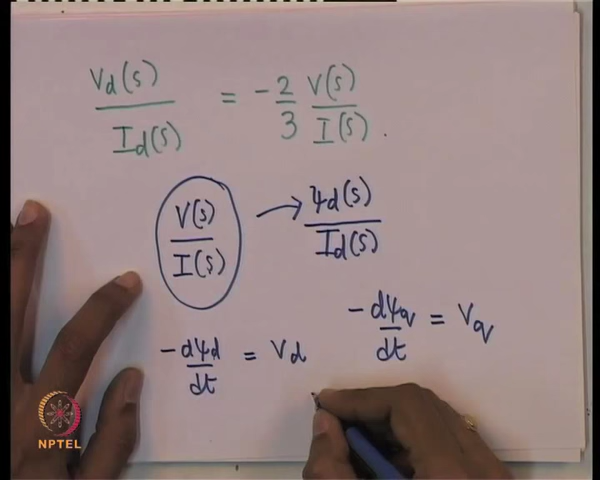 Vd(s) / Id(s) = -2/3 V(s) / I(s) .
V(s) / I(s) → Ψd(s) / Id(s)
-dΨd/dt = Vd
-dΨq/dt = Vq
NPTEL